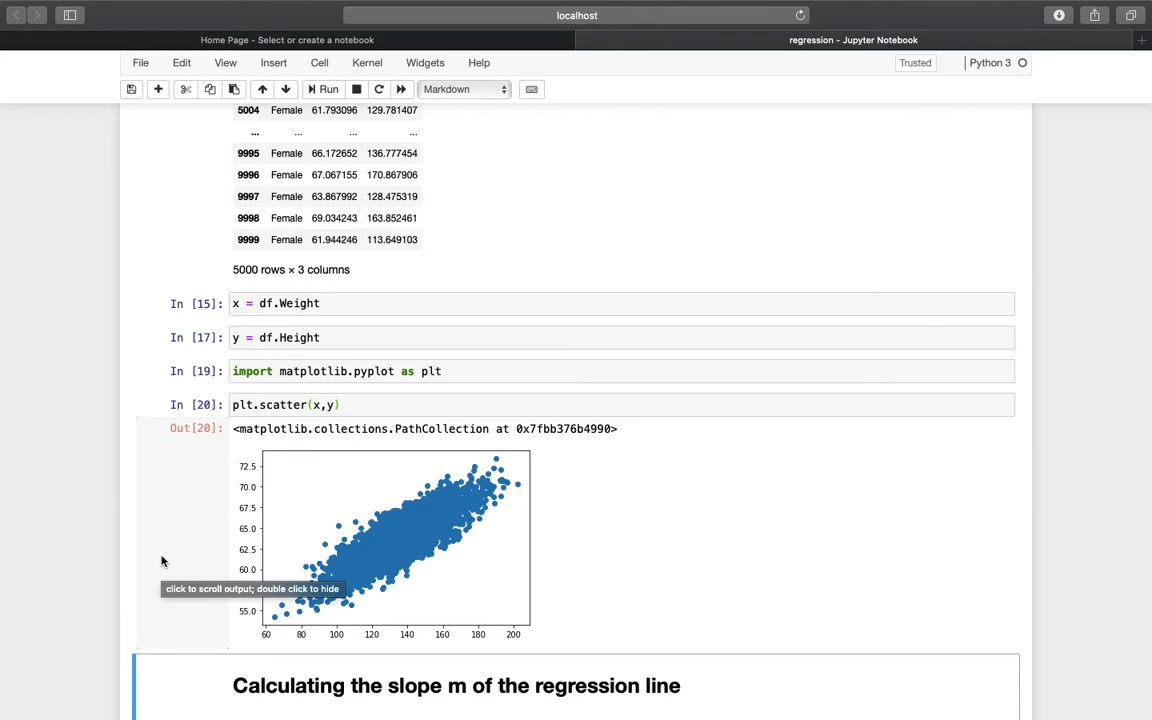 localhost
Home Page - Select or create a notebook
regression - Jupyter Notebook
File Edit View Insert Cell Kernel Widgets Help Trusted Python 3
Run Markdown
5004 Female 61.793096 129.781407
... ... ... ...
9995 Female 66.172652 136.777454
9996 Female 67.067155 170.867906
9997 Female 63.867992 128.475319
9998 Female 69.034243 163.852461
9999 Female 61.944246 113.649103
5000 rows × 3 columns
In [15]: x = df.Weight
In [17]: y = df.Height
In [19]: import matplotlib.pyplot as plt
In [20]: plt.scatter(x,y)
Out[20]: <matplotlib.collections.PathCollection at 0x7fbb376b4990>
72.5
70.0
67.5
65.0
62.5
60.0
click to scroll output; double click to hide
55.0
60 80 100 120 140 160 180 200
Calculating the slope m of the regression line